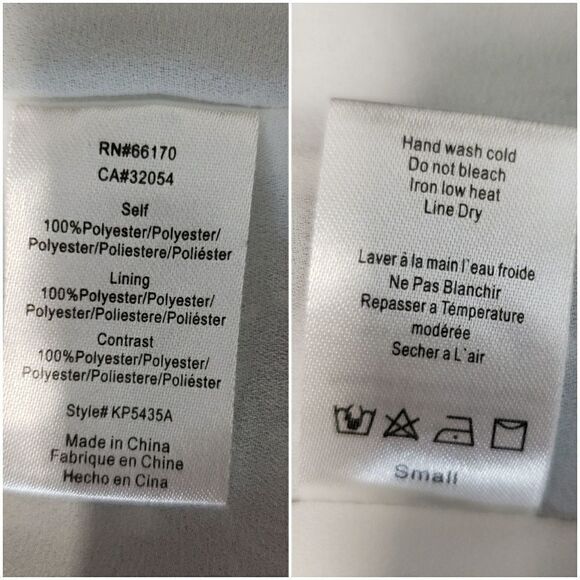 RN#66170
CA#32054
Self
100%Polyester/Polyester/
Polyester/Poliestere/Poliéster
Lining
100%Polyester/Polyester/
Polyester/Poliestere/Poliéster
Contrast
100%Polyester/Polyester/
Polyester/Poliestere/Poliéster
Style# KP5435A
Made in China
Fabrique en Chine
Hecho en Cina
Hand wash cold
Do not bleach
Iron low heat
Line Dry
Laver à la main l'eau froide
Ne Pas Blanchir
Repasser a Témperature
modérée
Secher a L'air
Small